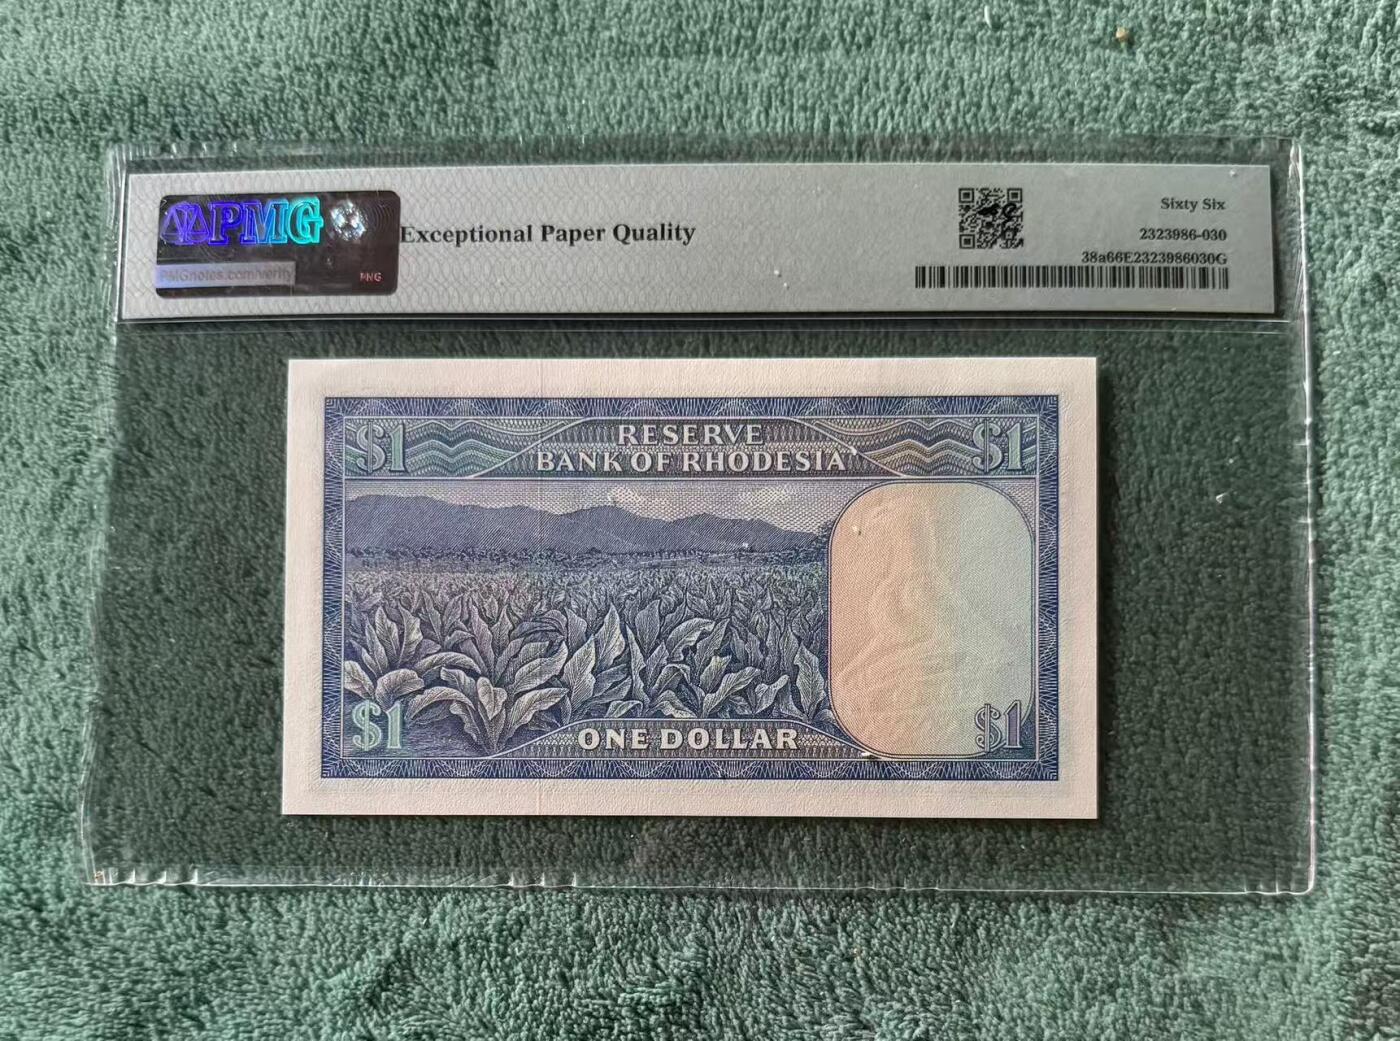 PMG
PMGnotes.com/verify
PMG
Exceptional Paper Quality
Sixty Six
2323986-030
38a66E2323986030G
$1
RESERVE
BANK OF RHODESIA
$1
$1
ONE DOLLAR
$1